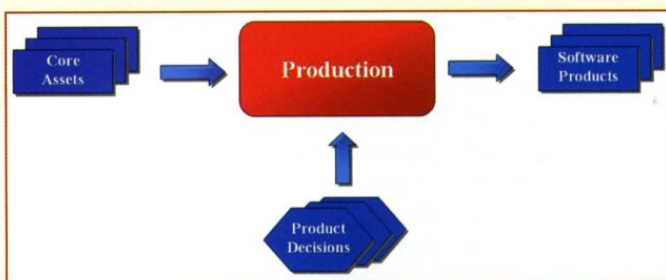 Core
Assets
Production
Software
Products
Product
Decisions